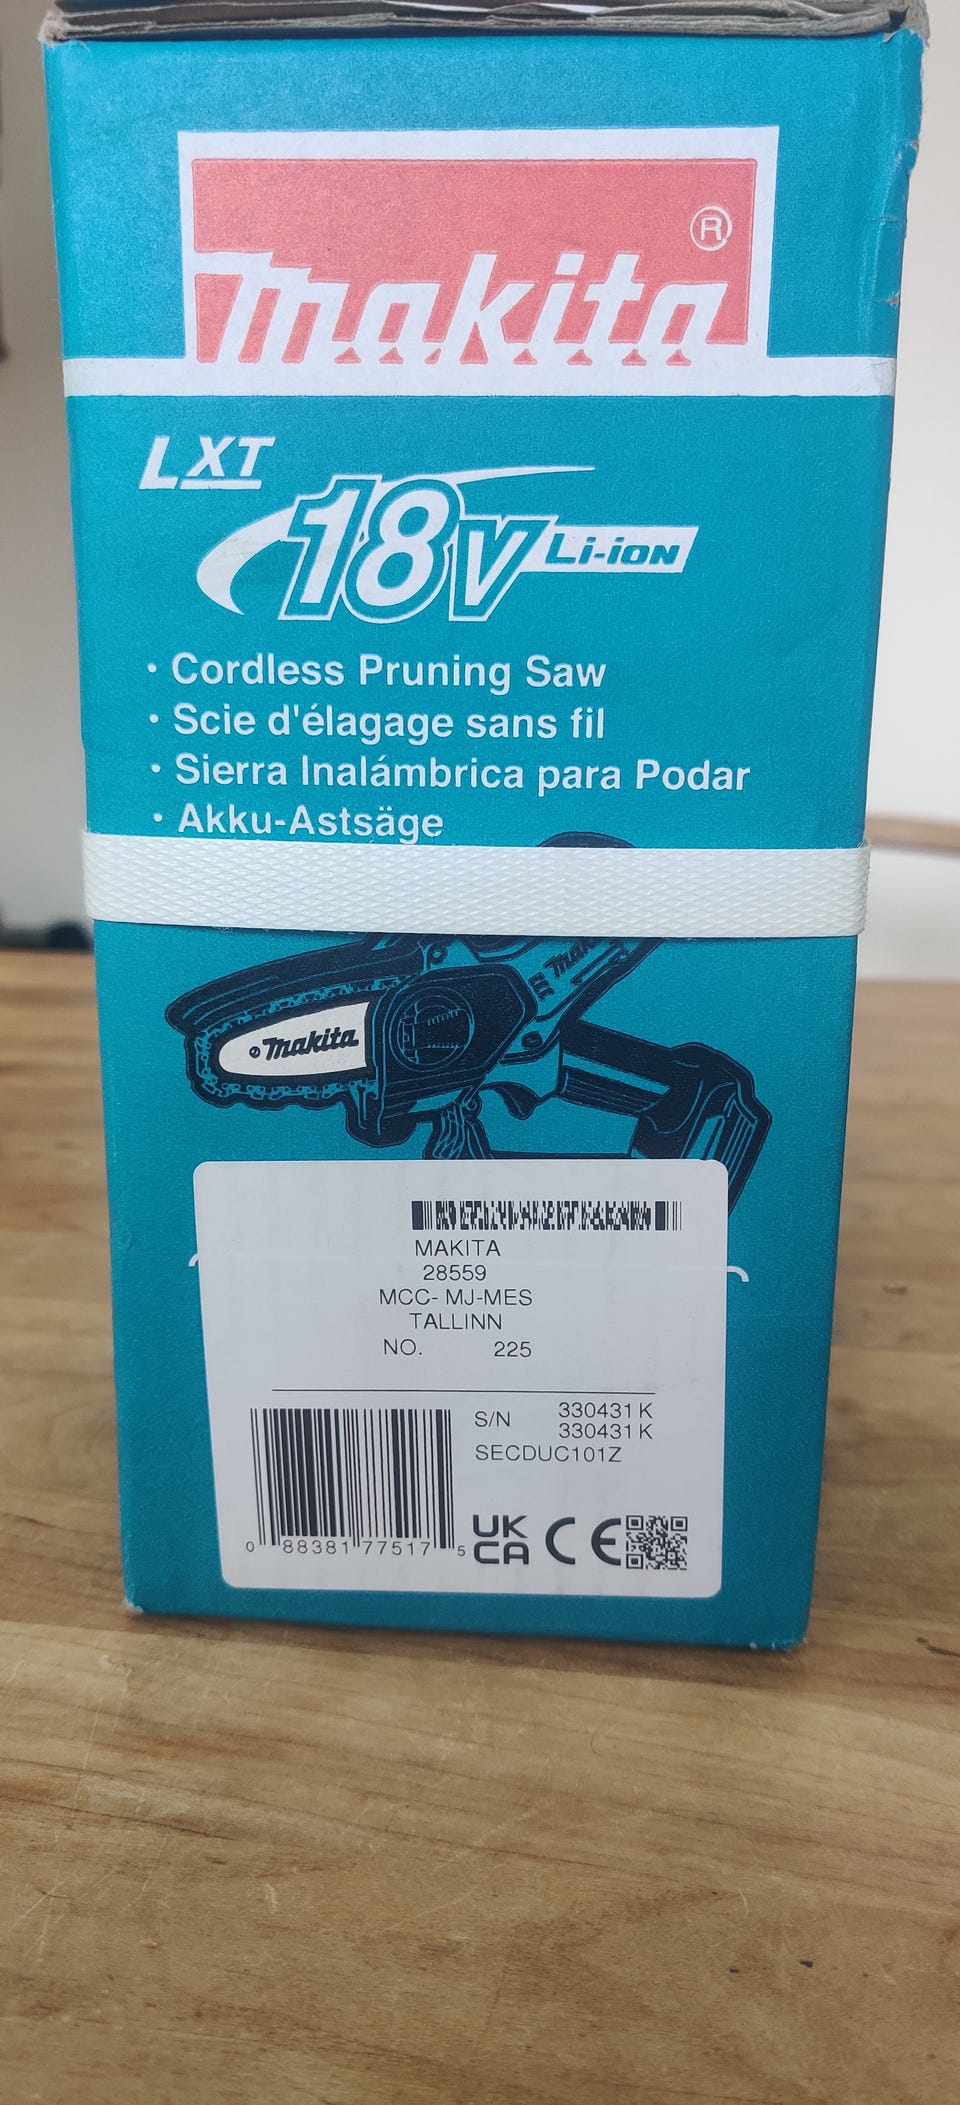 makita®
LXT
18V Li-ion
· Cordless Pruning Saw
· Scie d'élagage sans fil
· Sierra Inalámbrica para Podar
· Akku-Astsäge
makita
MAKITA
28559
MCC- MJ-MES
TALLINN
NO. 225
S/N 330431 K
330431 K
SECDUC101Z
0 88381 77517 5
UK
CA CE